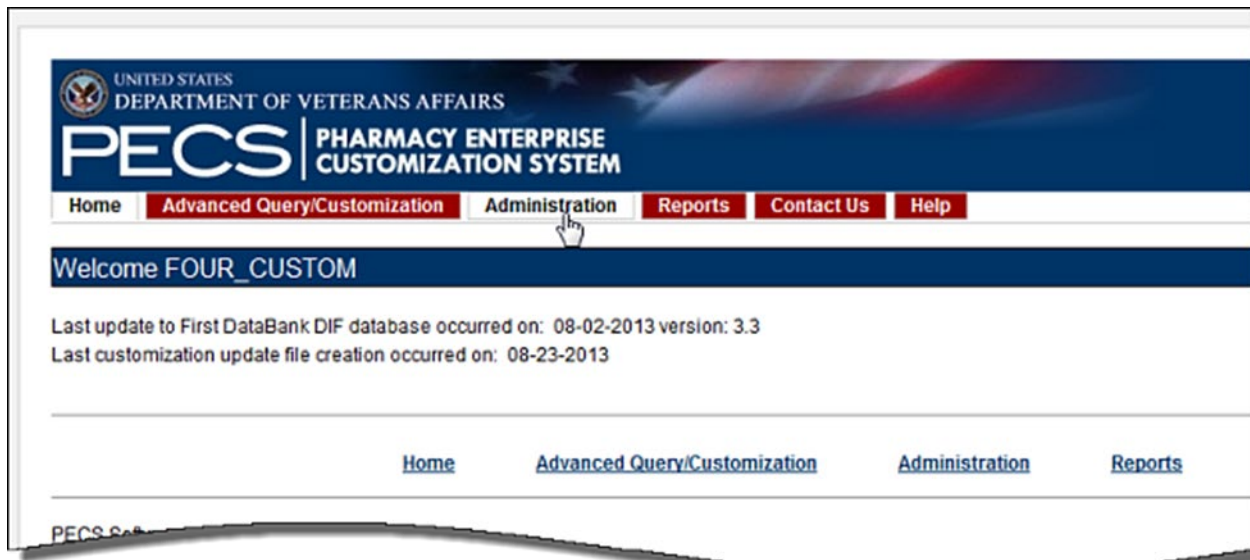 UNITED STATES
DEPARTMENT OF VETERANS AFFAIRS
PECS PHARMACY ENTERPRISE
CUSTOMIZATION SYSTEM
Home Advanced Query/Customization Administration Reports Contact Us Help
Welcome FOUR_CUSTOM
Last update to First DataBank DIF database occurred on: 08-02-2013 version: 3.3
Last customization update file creation occurred on: 08-23-2013
Home Advanced Query/Customization Administration Reports
PECS